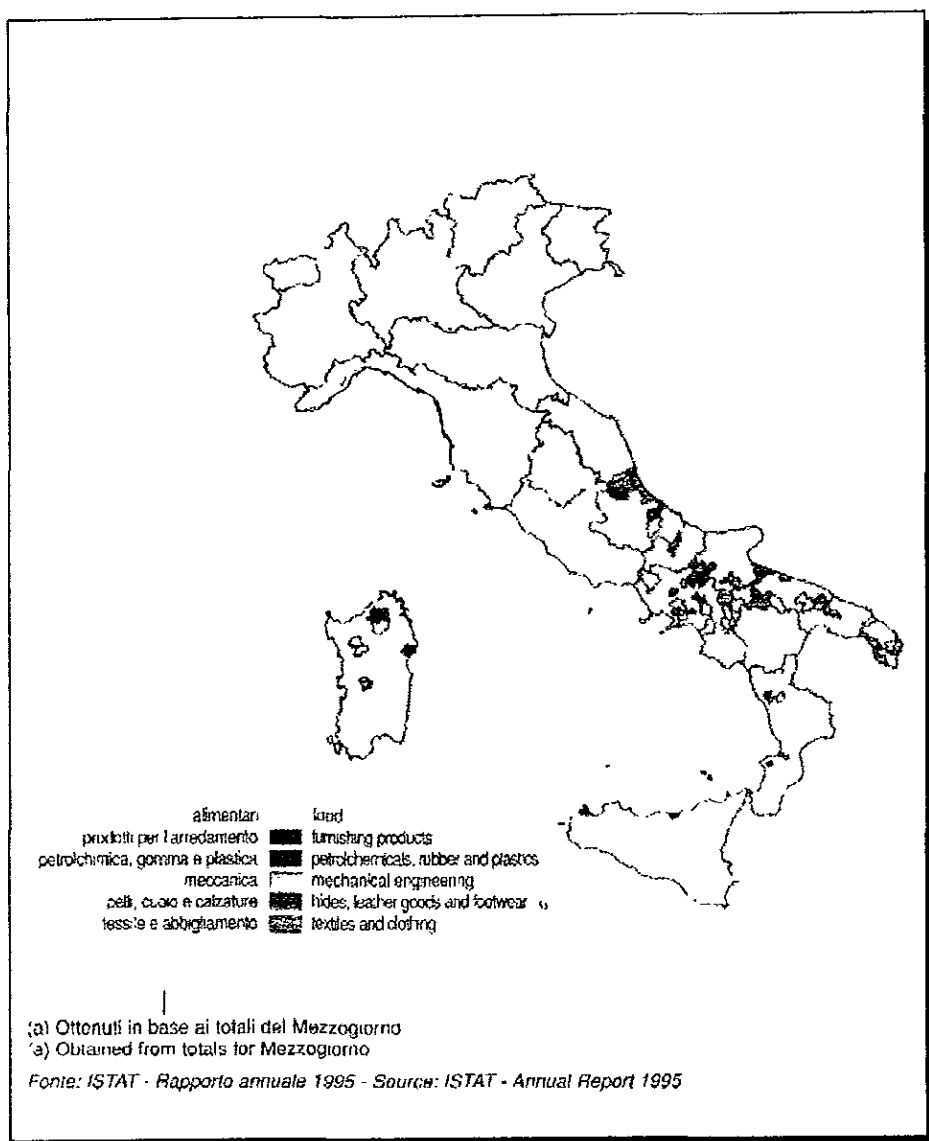 alimentari food
prodotti per l'arredamento furnishing products
petrolchimica, gomma e plastica petrolchemicals, rubber and plastics
meccanica mechanical engineering
pelli, cuoio e calzature hides, leather goods and footwear
tessile e abbigliamento textiles and clothing
(a) Ottenuti in base ai totali del Mezzogiorno
(a) Obtained from totals for Mezzogiorno
Fonte: ISTAT - Rapporto annuale 1995 - Source: ISTAT - Annual Report 1995